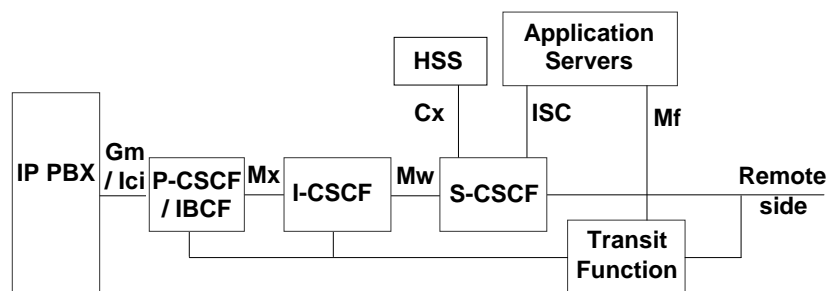 Application
Servers
HSS
Cx
ISC
Mf
IP PBX
Gm
/ Ici
P-CSCF
/ IBCF
Mx
I-CSCF
Mw
S-CSCF
Remote
side
Transit
Function